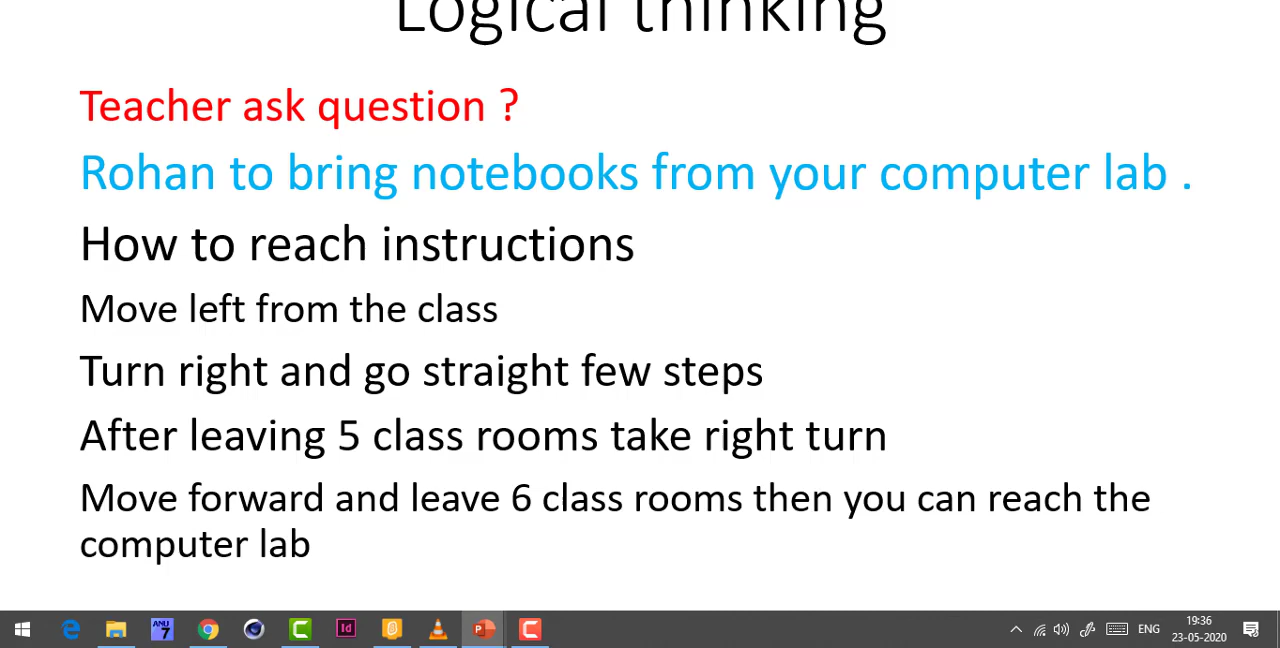 Logical thinking
Teacher ask question ?
Rohan to bring notebooks from your computer lab .
How to reach instructions
Move left from the class
Turn right and go straight few steps
After leaving 5 class rooms take right turn
Move forward and leave 6 class rooms then you can reach the
computer lab
ANU
7
Id
ENG
19:36
23-05-2020